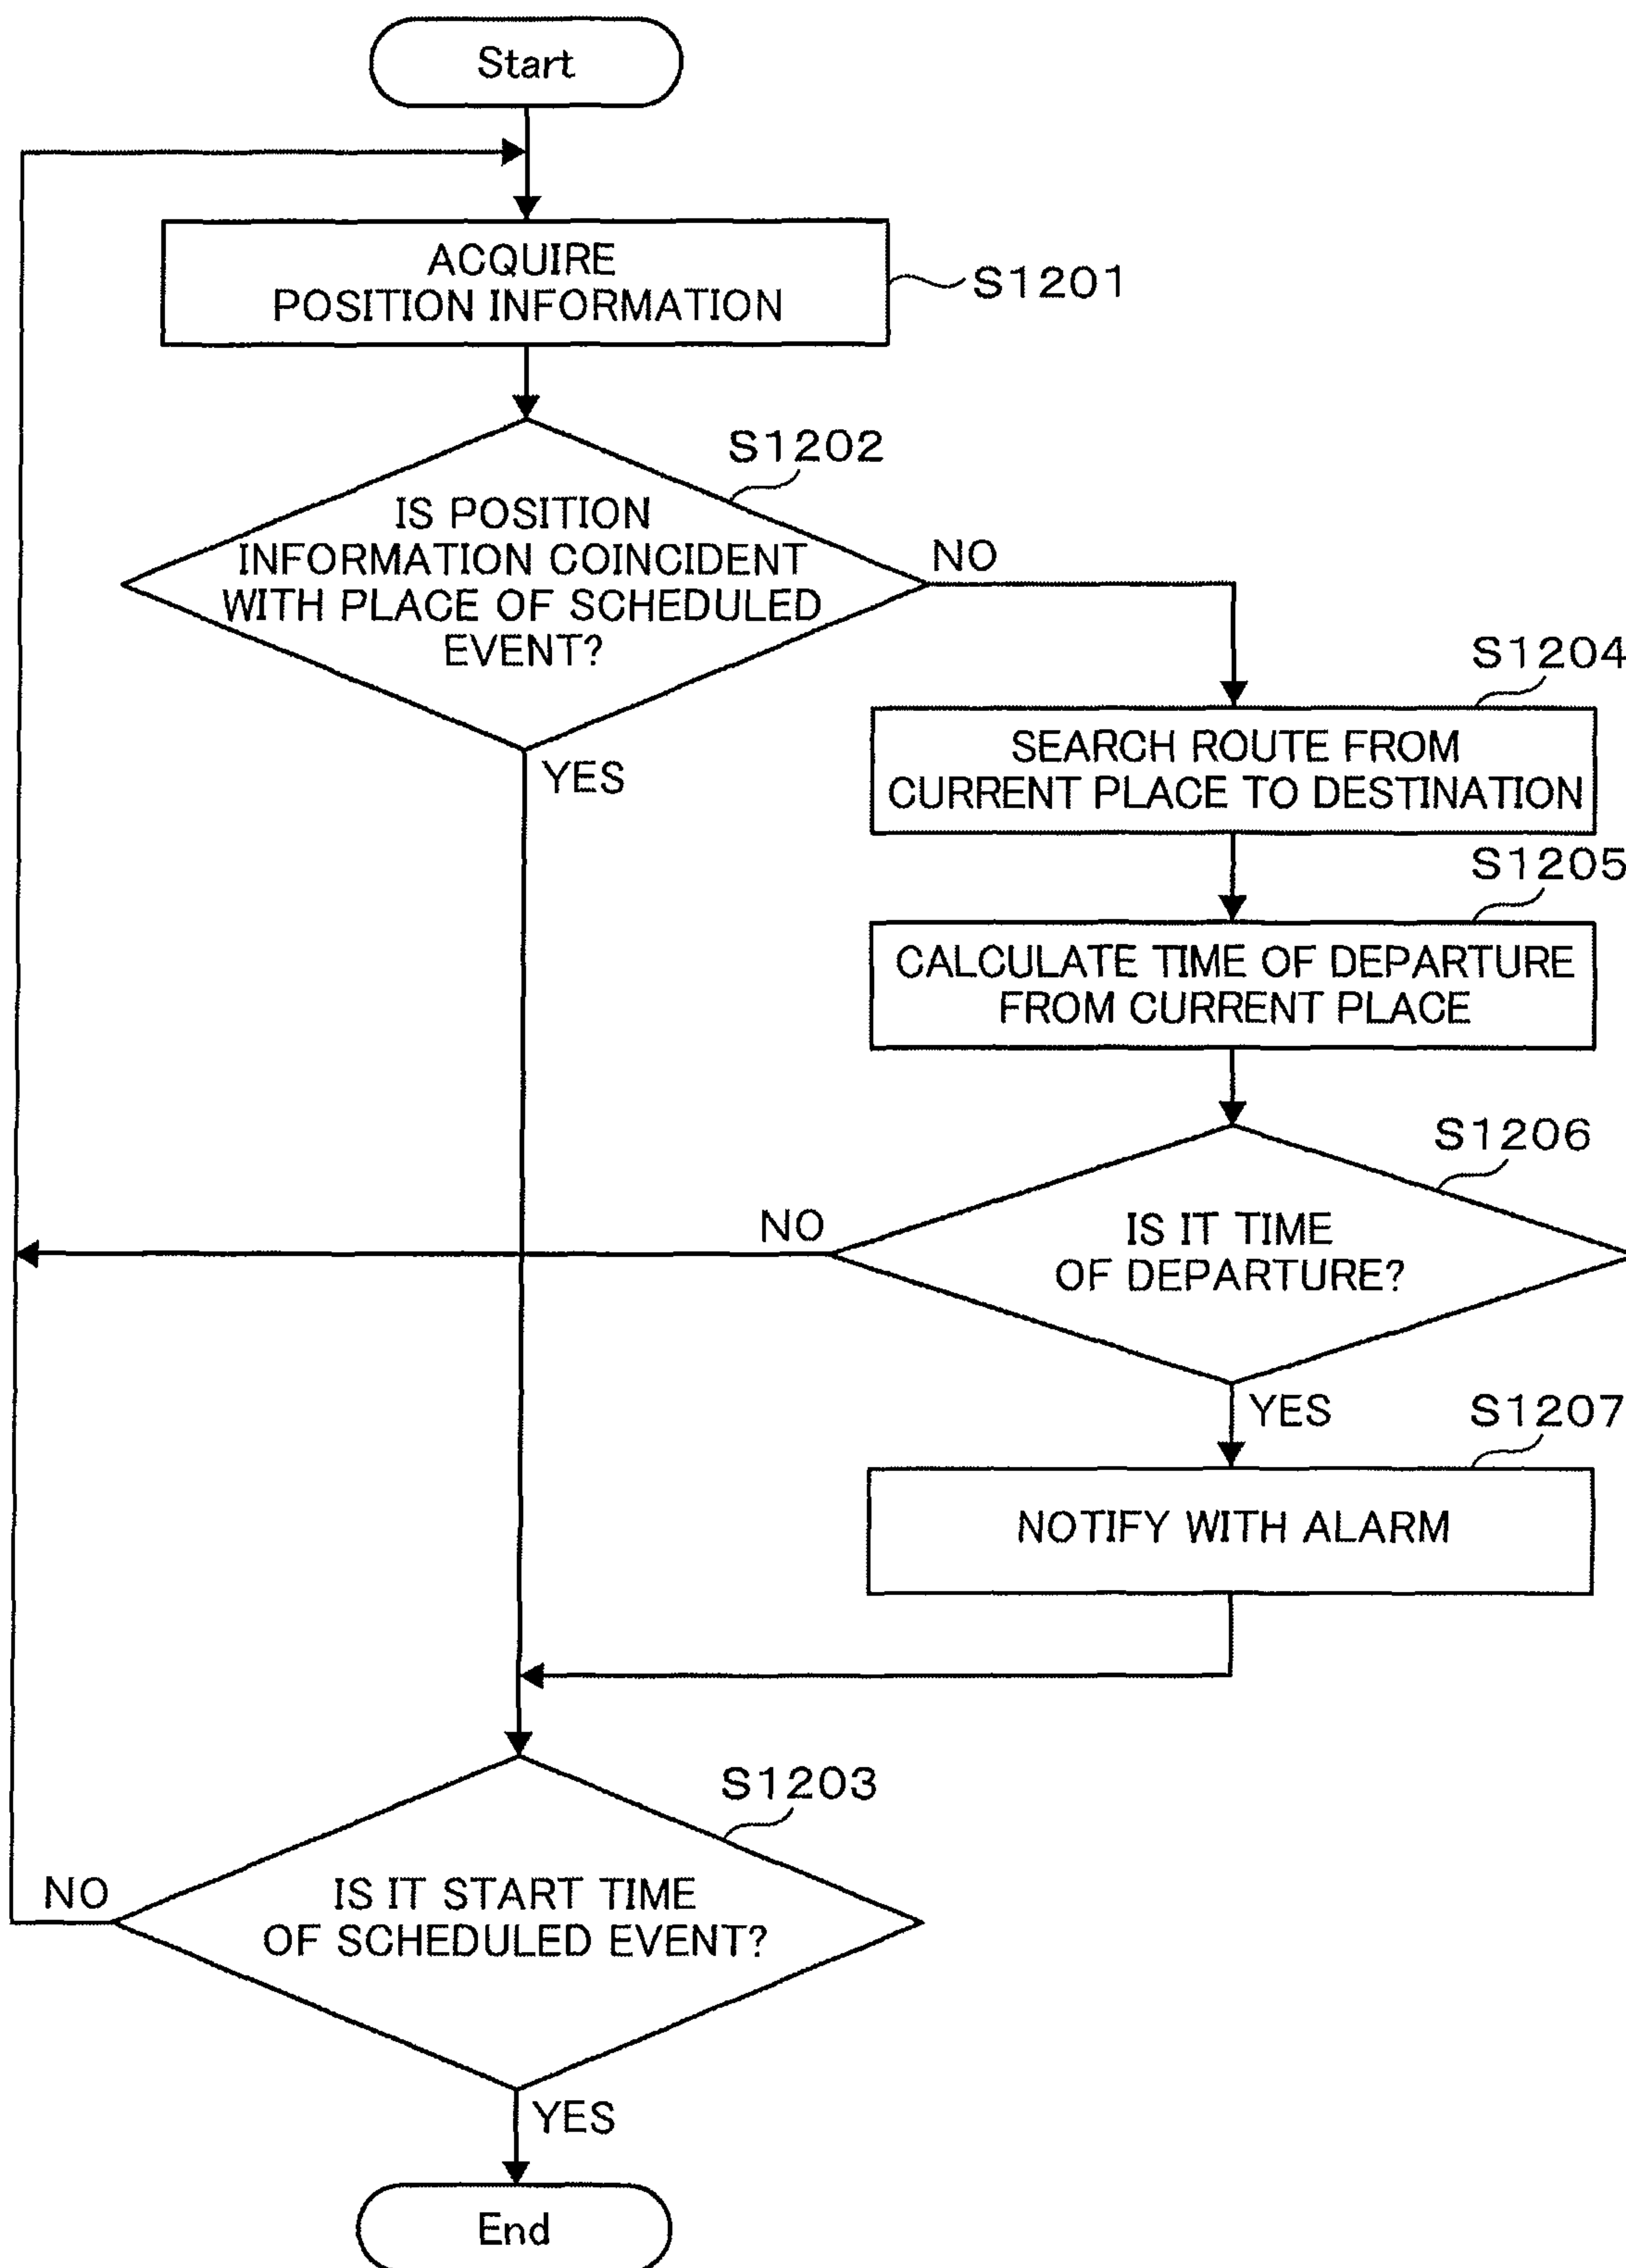 Start
ACQUIRE
POSITION INFORMATION
S1201
S1202
IS POSITION
INFORMATION COINCIDENT
WITH PLACE OF SCHEDULED
EVENT?
NO
YES
S1204
SEARCH ROUTE FROM
CURRENT PLACE TO DESTINATION
S1205
CALCULATE TIME OF DEPARTURE
FROM CURRENT PLACE
S1206
IS IT TIME
OF DEPARTURE?
NO
YES
S1207
NOTIFY WITH ALARM
S1203
IS IT START TIME
OF SCHEDULED EVENT?
NO
YES
End